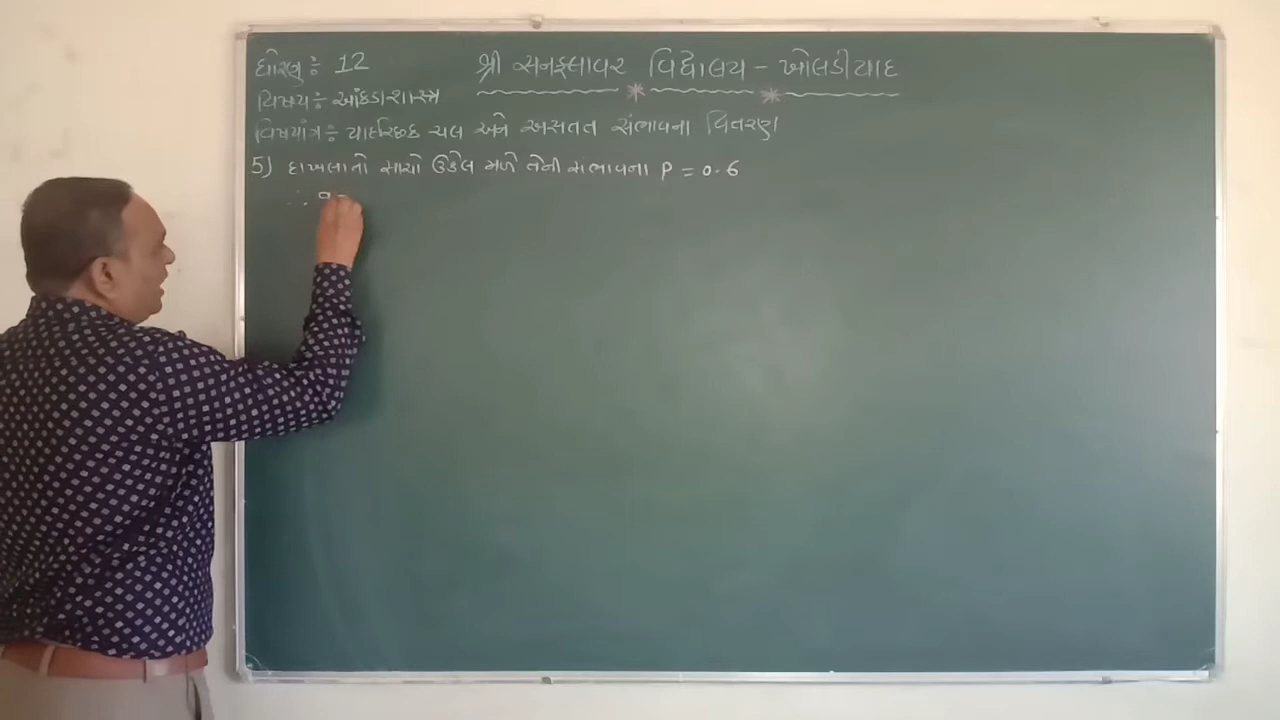 ધોરણ ÷ 12
શ્રી સનફ્લાવર વિદ્યાલય - ખોલડીયાદ
વિષય ÷ આંકડાશાસ્ત્ર
વિષયાંગ ÷ યાદચ્છિક ચલ અને અસતત સંભાવના વિતરણ
5) દાખલાનો સાચો ઉકેલ મળે તેની સંભાવના P = 0.6
∴ q =